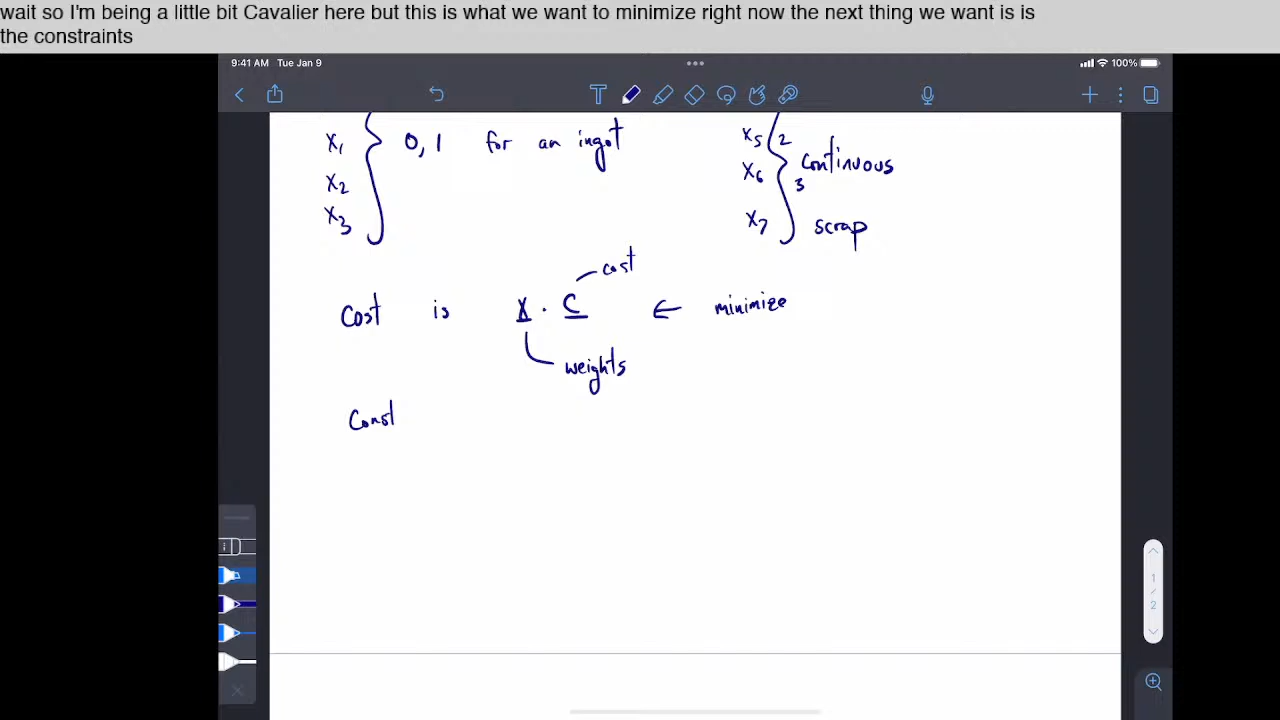 wait so I'm being a little bit Cavalier here but this is what we want to minimize right now the next thing we want is is
the constraints
9:41 AM Tue Jan 9
100%
x1
0, 1 for an ingot
x2
x3
x5 2
x6 3 continuous
x7 scrap
cost
Cost is X · C ← minimize
weights
Const
1
/
2